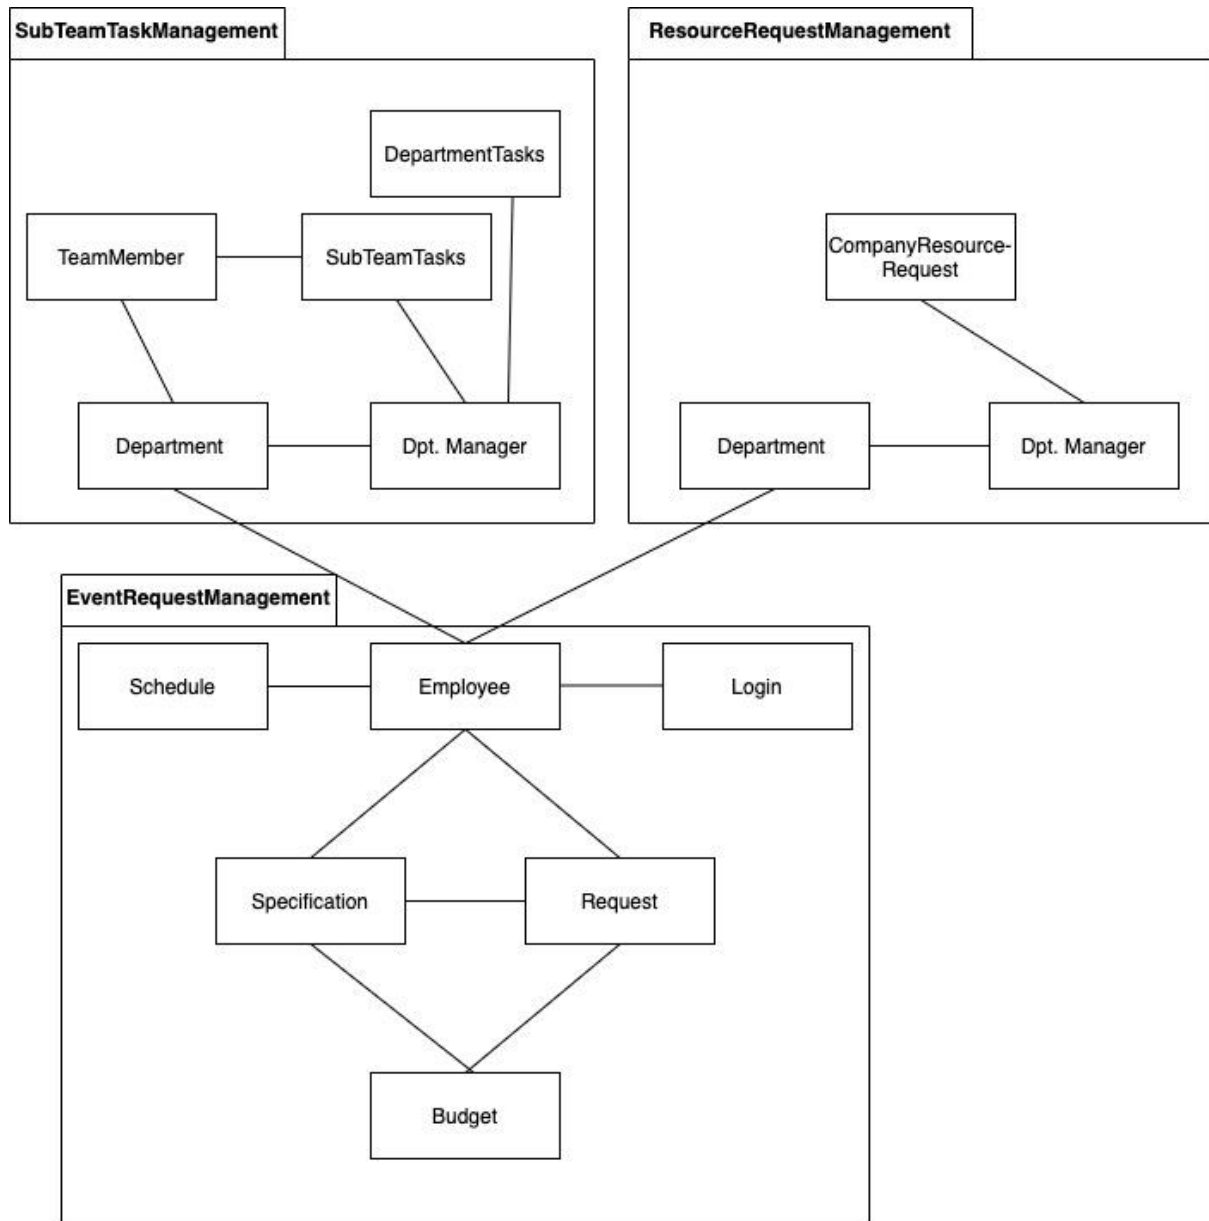 SubTeamTaskManagement
DepartmentTasks
TeamMember
SubTeamTasks
Department
Dpt. Manager
ResourceRequestManagement
CompanyResource-
Request
Department
Dpt. Manager
EventRequestManagement
Schedule
Employee
Login
Specification
Request
Budget